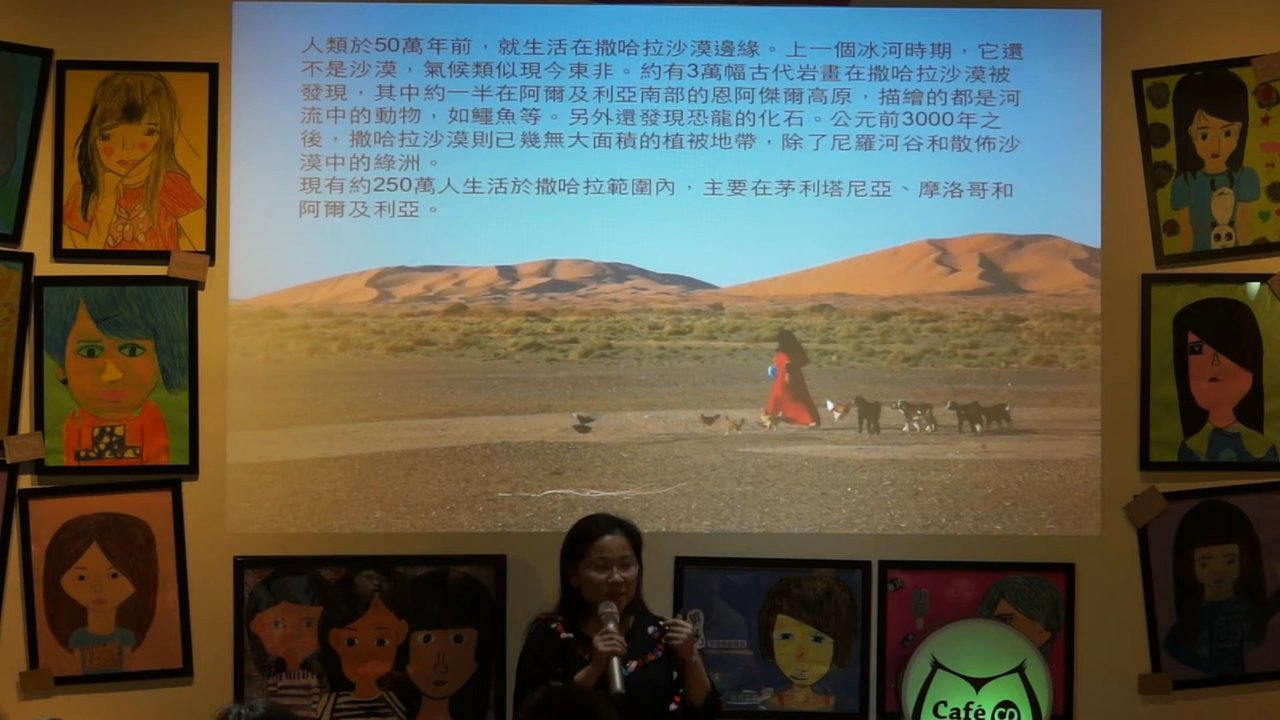 人類於50萬年前，就生活在撒哈拉沙漠邊緣。上一個冰河時期，它還
不是沙漠，氣候類似現今東非。約有3萬幅古代岩畫在撒哈拉沙漠被
發現，其中約一半在阿爾及利亞南部的恩阿傑爾高原，描繪的都是河
流中的動物，如鱷魚等。另外還發現恐龍的化石。公元前3000年之
後，撒哈拉沙漠則已幾無大面積的植被地帶，除了尼羅河谷和散佈沙
漠中的綠洲。
現有約250萬人生活於撒哈拉範圍內，主要在茅利塔尼亞、摩洛哥和
阿爾及利亞。
Café